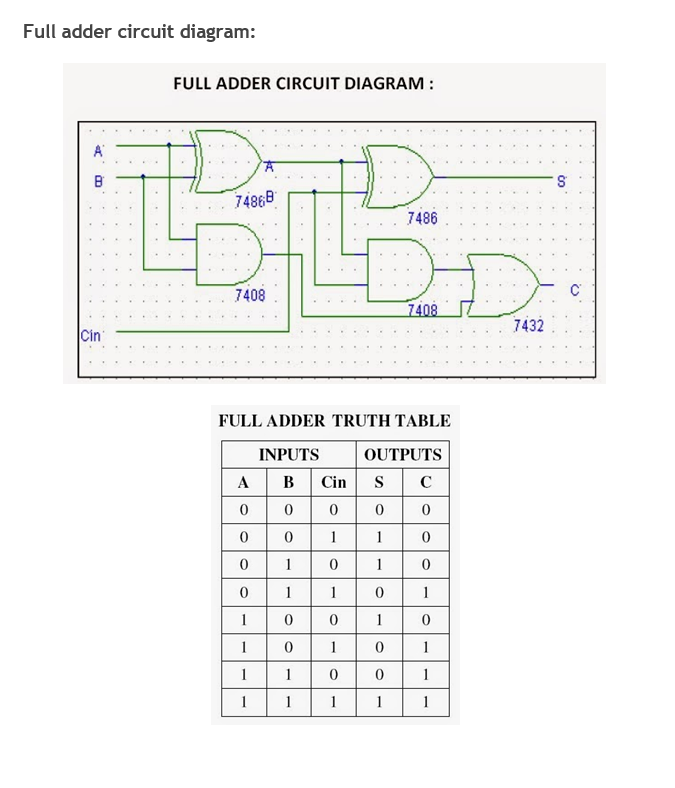 Full adder circuit diagram:
FULL ADDER CIRCUIT DIAGRAM :
A
B
A
7486B
S
7486
7408
C
7408
7432
Cin
FULL ADDER TRUTH TABLE
INPUTS OUTPUTS
A B Cin S C
0 0 0 0 0
0 0 1 1 0
0 1 0 1 0
0 1 1 0 1
1 0 0 1 0
1 0 1 0 1
1 1 0 0 1
1 1 1 1 1